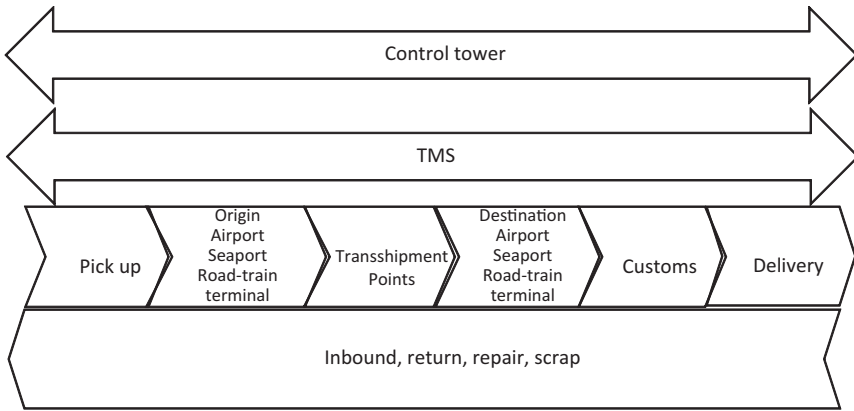 Control tower
TMS
Pick up
Origin
Airport
Seaport
Road-train
terminal
Transshipment
Points
Destination
Airport
Seaport
Road-train
terminal
Customs
Delivery
Inbound, return, repair, scrap